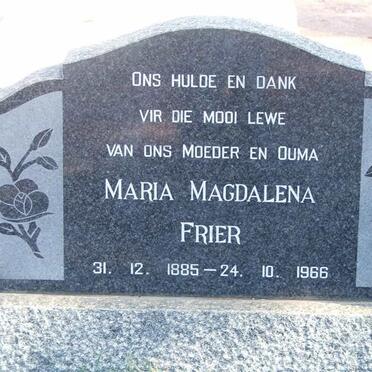 ONS HULDE EN DANK
VIR DIE MOOI LEWE
VAN ONS MOEDER EN OUMA
MARIA MAGDALENA
FRIER
31. 12. 1885 — 24. 10. 1966